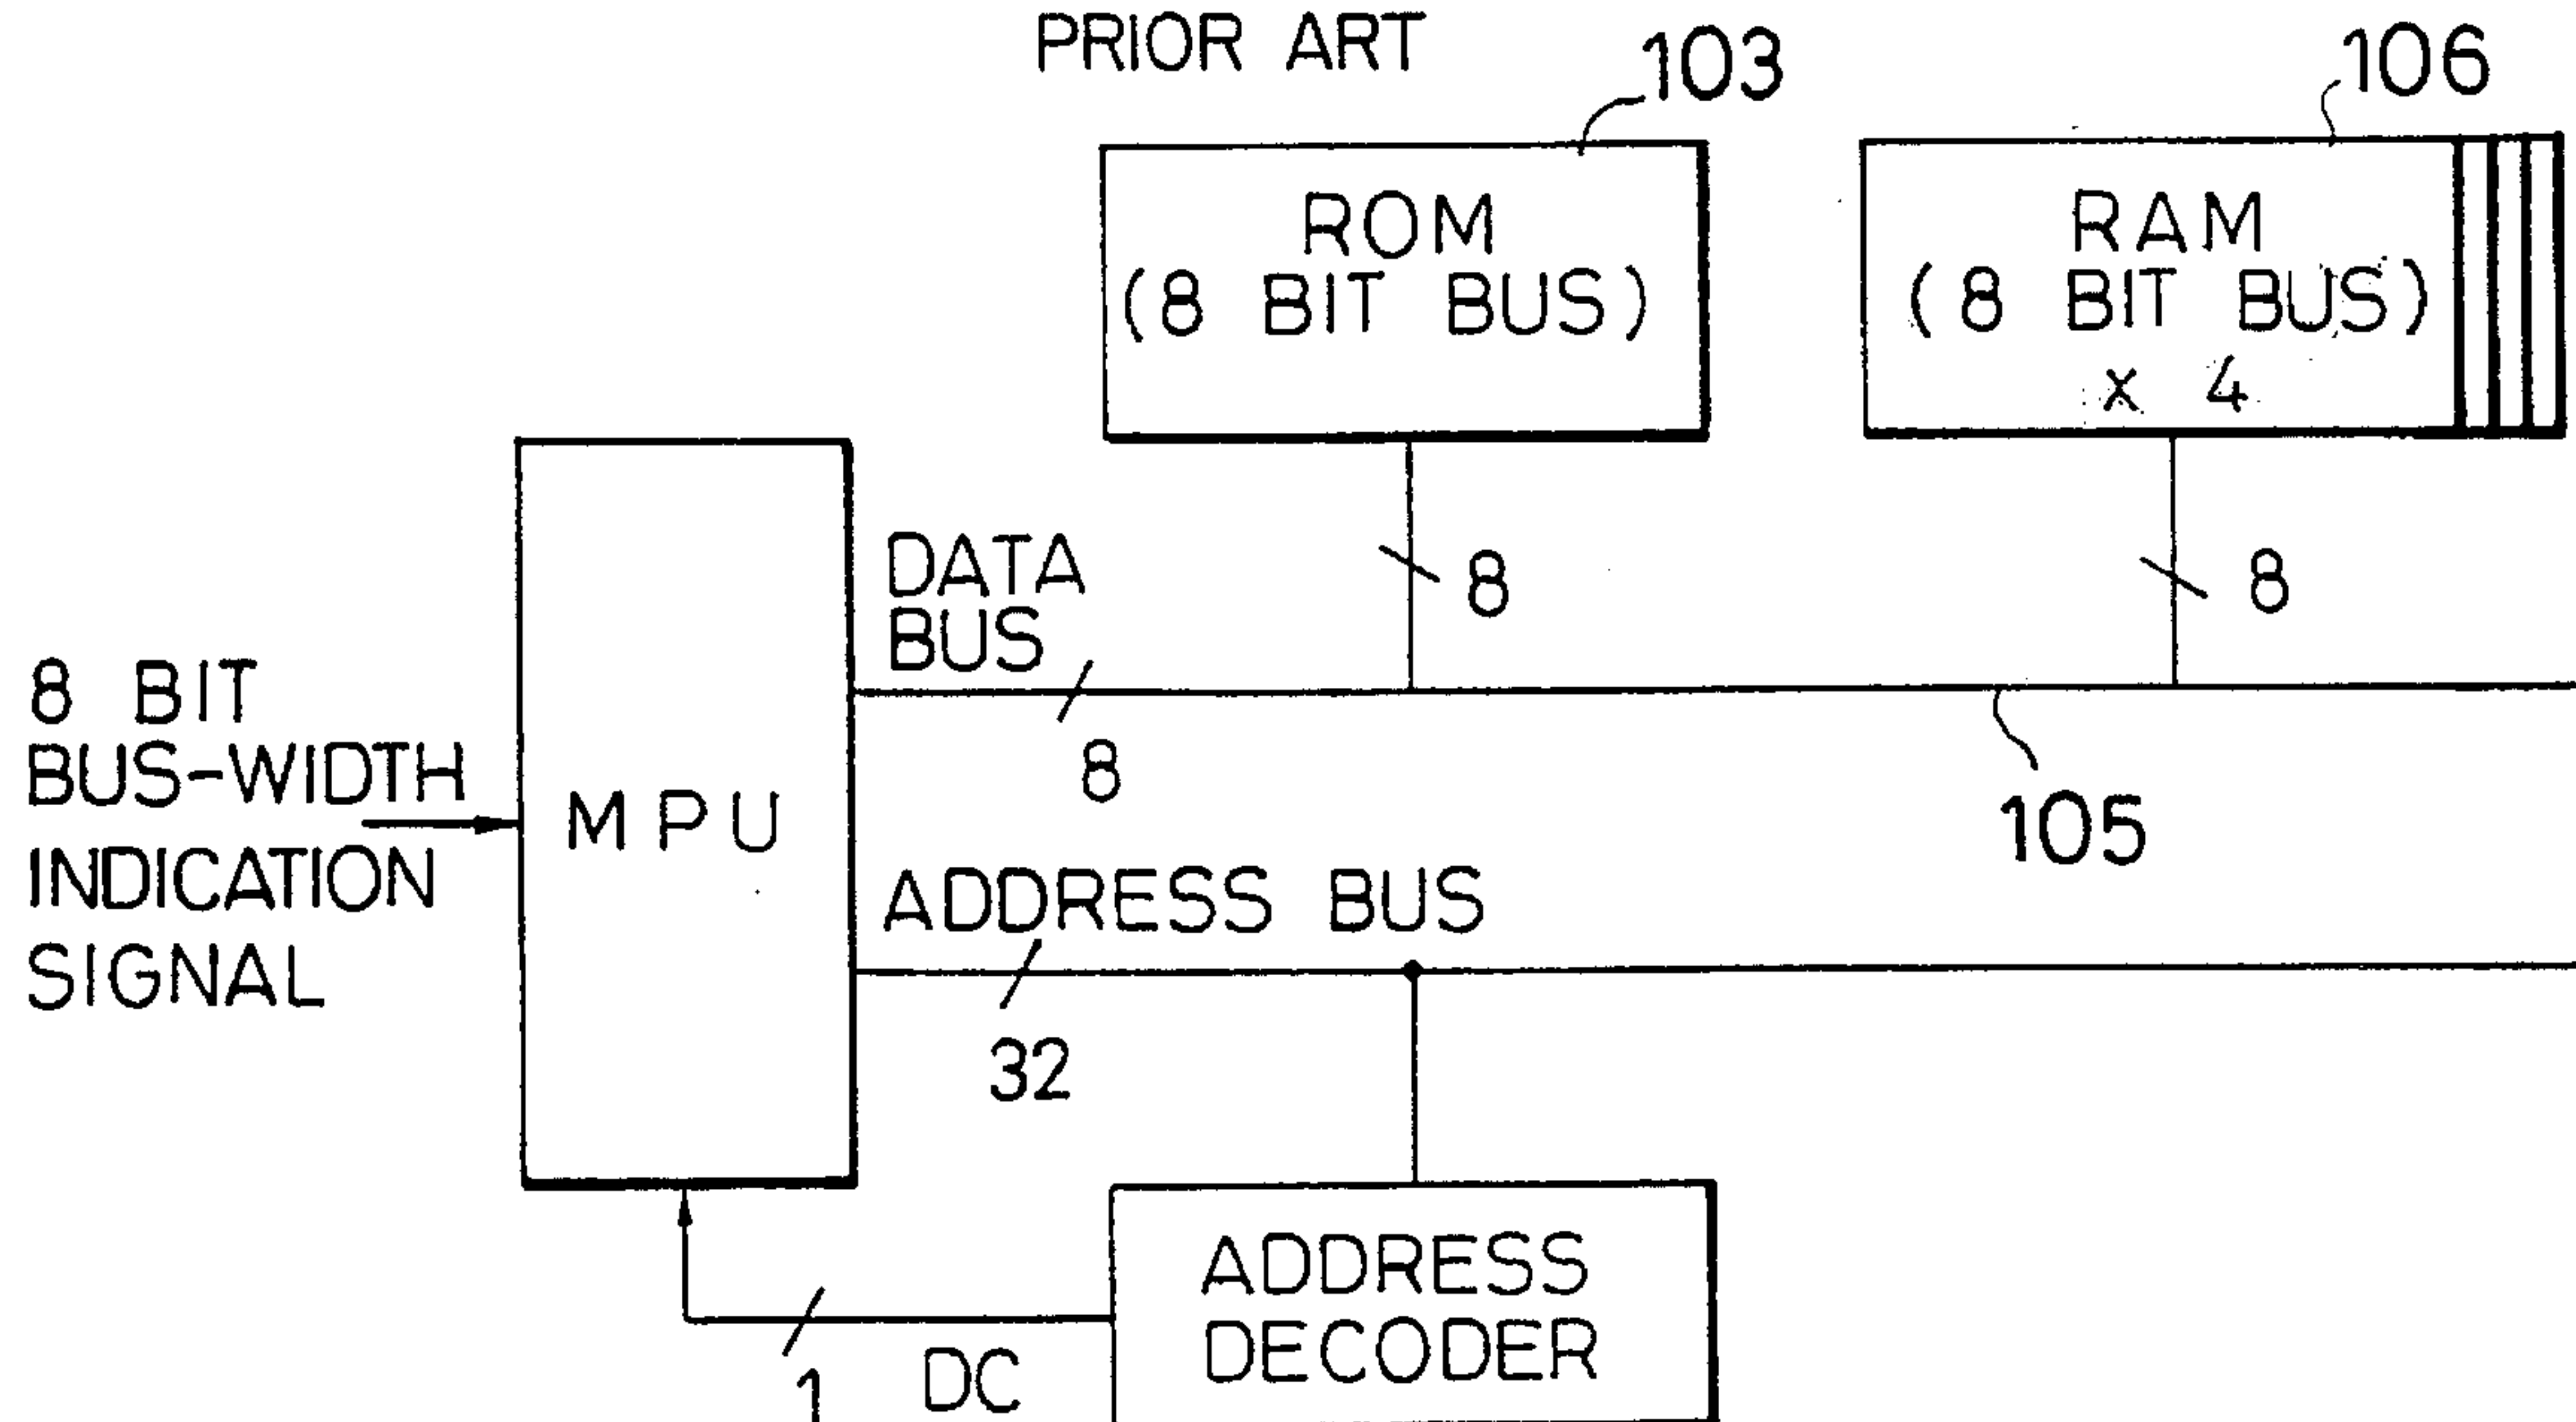 PRIOR ART
103
106
ROM
(8 BIT BUS)
RAM
(8 BIT BUS)
x 4
8
8
DATA
BUS
8
105
8 BIT
BUS-WIDTH
INDICATION
SIGNAL
MPU
ADDRESS BUS
32
ADDRESS
DECODER
1
DC